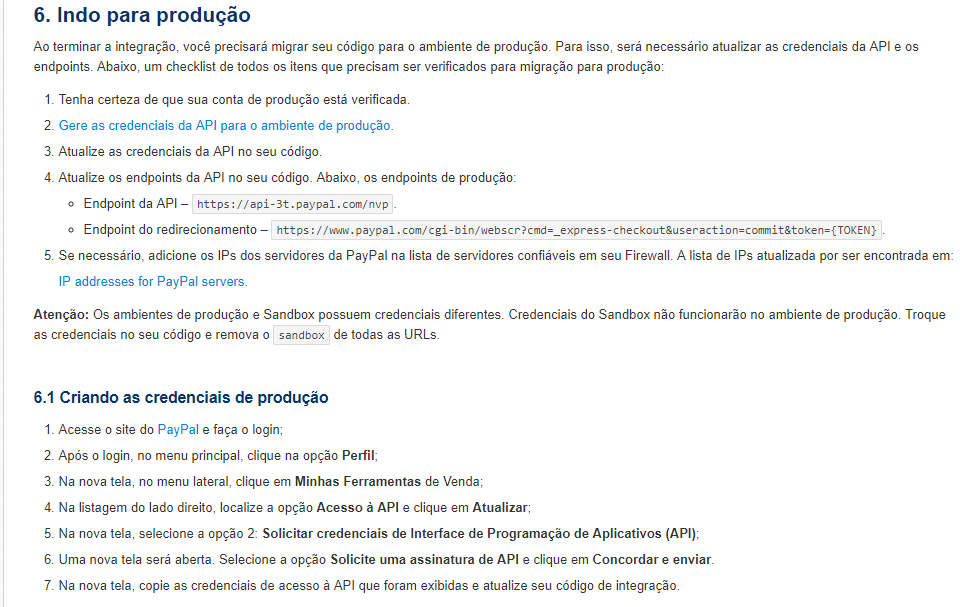 6. Indo para produção
Ao terminar a integração, você precisará migrar seu código para o ambiente de produção. Para isso, será necessário atualizar as credenciais da API e os
endpoints. Abaixo, um checklist de todos os itens que precisam ser verificados para migração para produção:
1. Tenha certeza de que sua conta de produção está verificada.
2. Gere as credenciais da API para o ambiente de produção.
3. Atualize as credenciais da API no seu código.
4. Atualize os endpoints da API no seu código. Abaixo, os endpoints de produção:
Endpoint da API – https://api-3t.paypal.com/nvp.
Endpoint do redirecionamento – https://www.paypal.com/cgi-bin/webscr?cmd=_express-checkout&useraction=commit&token={TOKEN}.
5. Se necessário, adicione os IPs dos servidores da PayPal na lista de servidores confiáveis em seu Firewall. A lista de IPs atualizada por ser encontrada em:
IP addresses for PayPal servers.
Atenção: Os ambientes de produção e Sandbox possuem credenciais diferentes. Credenciais do Sandbox não funcionarão no ambiente de produção. Troque
as credenciais no seu código e remova o sandbox de todas as URLs.
6.1 Criando as credenciais de produção
1. Acesse o site do PayPal e faça o login;
2. Após o login, no menu principal, clique na opção Perfil;
3. Na nova tela, no menu lateral, clique em Minhas Ferramentas de Venda;
4. Na listagem do lado direito, localize a opção Acesso à API e clique em Atualizar;
5. Na nova tela, selecione a opção 2: Solicitar credenciais de Interface de Programação de Aplicativos (API);
6. Uma nova tela será aberta. Selecione a opção Solicite uma assinatura de API e clique em Concordar e enviar.
7. Na nova tela, copie as credenciais de acesso à API que foram exibidas e atualize seu código de integração.